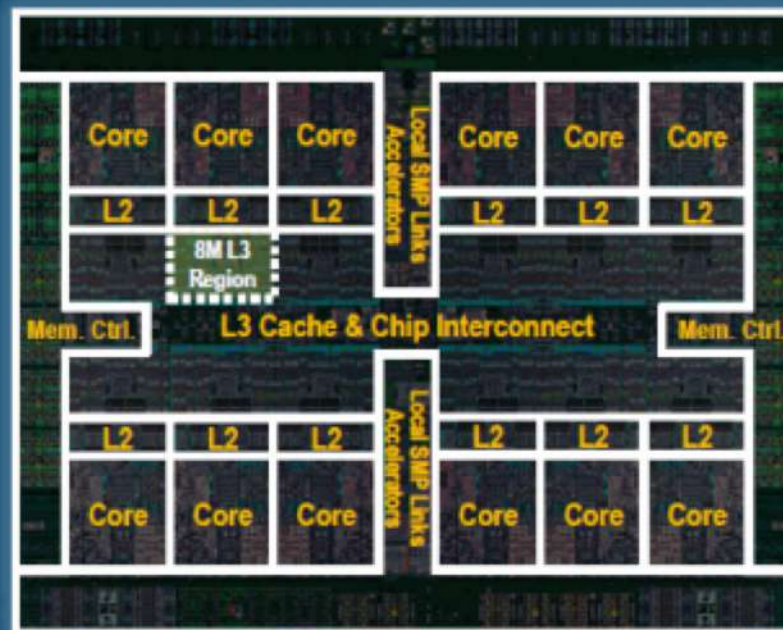 Core Core Core Core Core Core
L2 L2 L2 L2 L2 L2
Local SMP Links
Accelerators
8M L3
Region
Mem. Ctrl. L3 Cache & Chip Interconnect Mem. Ctrl.
Local SMP Links
Accelerators
L2 L2 L2 L2 L2 L2
Core Core Core Core Core Core